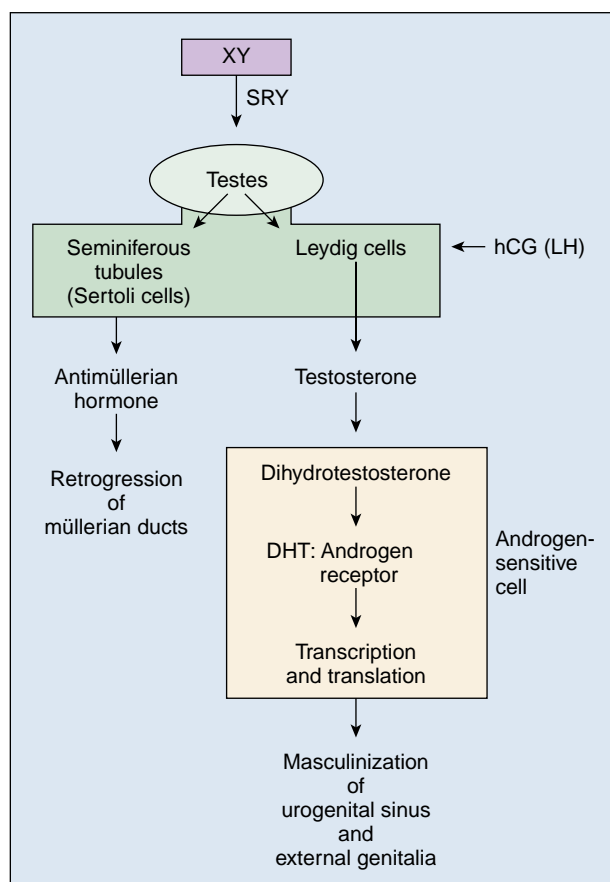 XY
SRY
Testes
Seminiferous
tubules
(Sertoli cells)
Leydig cells
hCG (LH)
Antimüllerian
hormone
Retrogression
of
müllerian ducts
Testosterone
Dihydrotestosterone
DHT: Androgen
receptor
Transcription
and translation
Androgen-
sensitive
cell
Masculinization
of
urogenital sinus
and
external genitalia